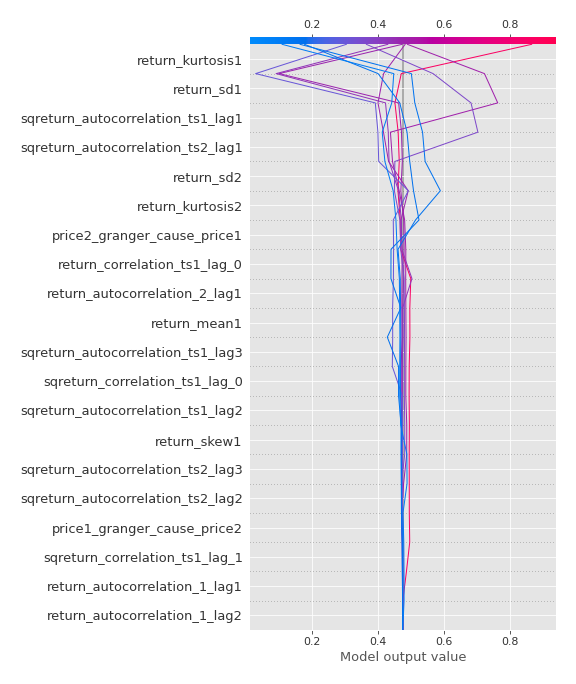 0.2 0.4 0.6 0.8
return_kurtosis1
return_sd1
sqreturn_autocorrelation_ts1_lag1
sqreturn_autocorrelation_ts2_lag1
return_sd2
return_kurtosis2
price2_granger_cause_price1
return_correlation_ts1_lag_0
return_autocorrelation_2_lag1
return_mean1
sqreturn_autocorrelation_ts1_lag3
sqreturn_correlation_ts1_lag_0
sqreturn_autocorrelation_ts1_lag2
return_skew1
sqreturn_autocorrelation_ts2_lag3
sqreturn_autocorrelation_ts2_lag2
price1_granger_cause_price2
sqreturn_correlation_ts1_lag_1
return_autocorrelation_1_lag1
return_autocorrelation_1_lag2
0.2 0.4 0.6 0.8
Model output value